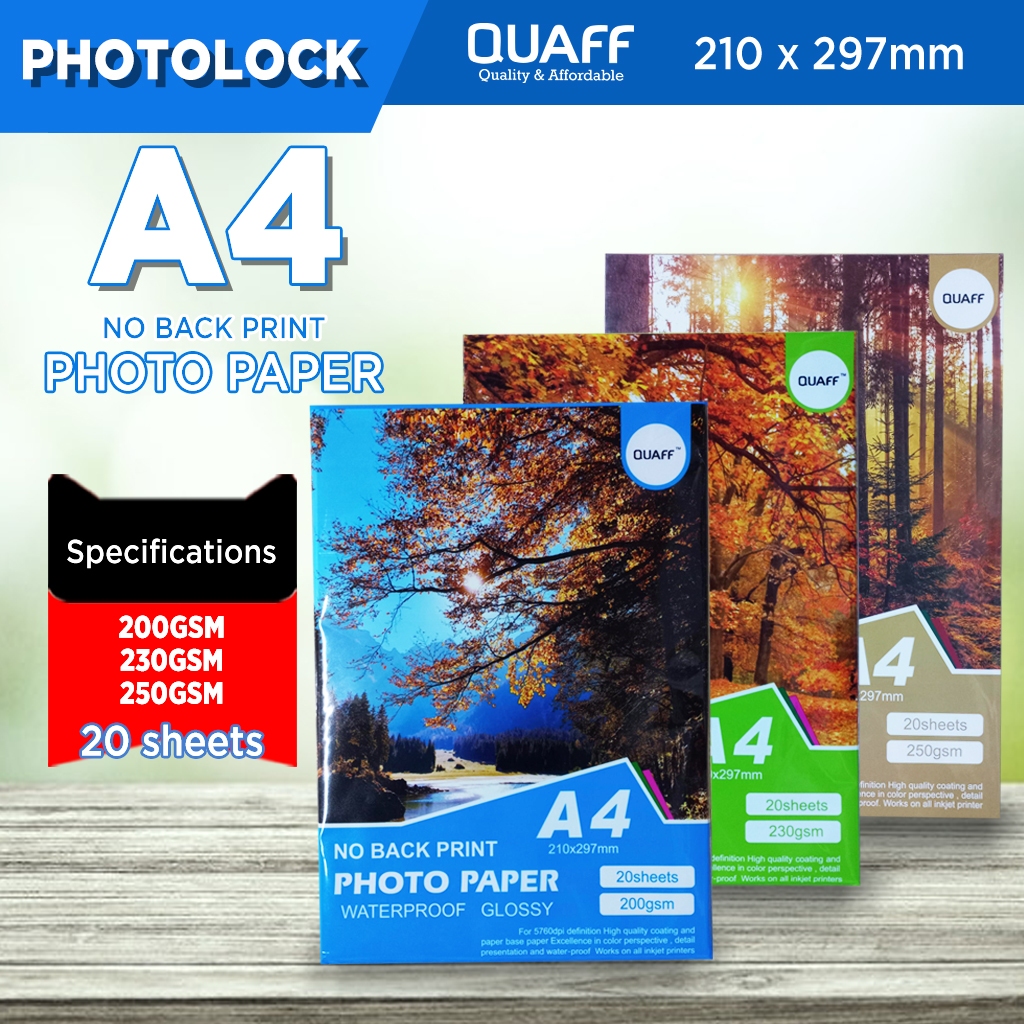 PHOTOLOCK
QUAFF
Quality & Affordable
210 x 297mm
A4
NO BACK PRINT
PHOTO PAPER
Specifications
200GSM
230GSM
250GSM
20 sheets
QUAFF
A4
297mm
20sheets
250gsm
finition High quality coating and
ence in color perspective , detail
proof. Works on all inkjet printer
QUAFF™
A4
x297mm
20sheets
230gsm
definition High quality coating and
lence in color perspective , detail
-proof. Works on all inkjet printers
QUAFF™
A4
210x297mm
NO BACK PRINT
PHOTO PAPER
WATERPROOF GLOSSY
20sheets
200gsm
For 5760dpi definition High quality coating and
paper base paper Excellence in color perspective , detail
presentation and water-proof Works on all inkjet printers